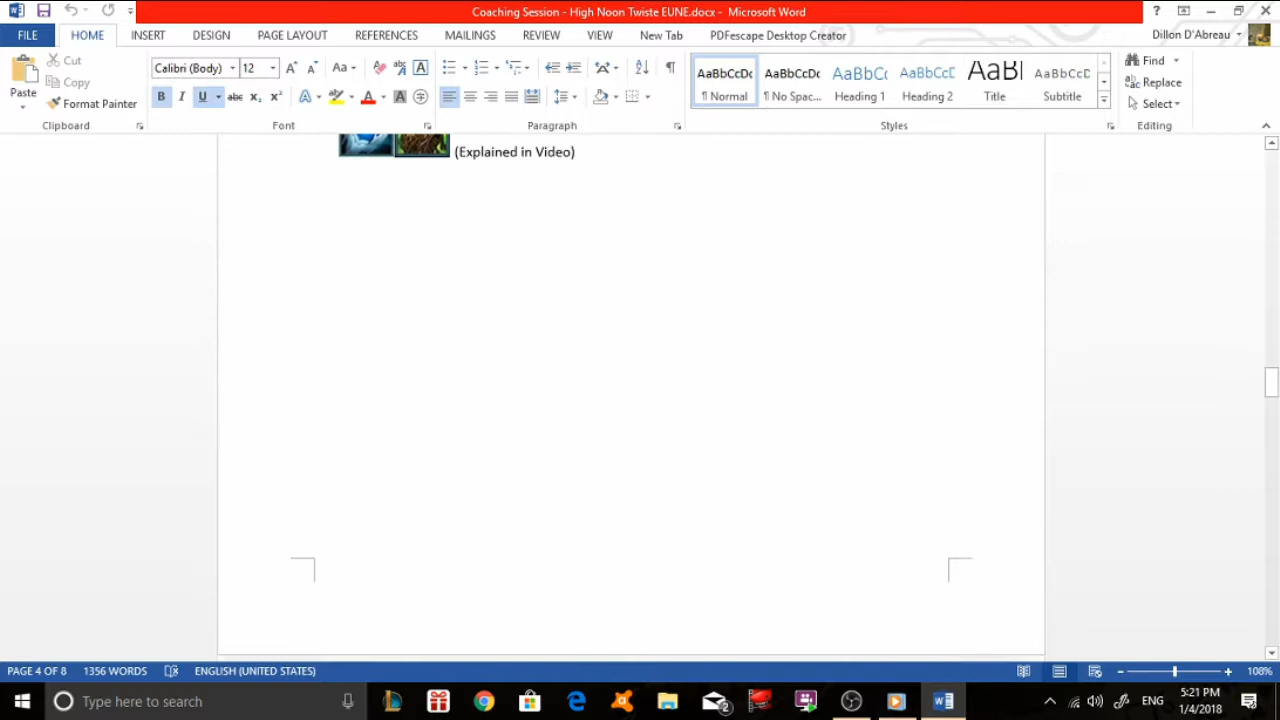 Coaching Session - High Noon Twiste EUNE.docx - Microsoft Word
FILE HOME INSERT DESIGN PAGE LAYOUT REFERENCES MAILINGS REVIEW VIEW New Tab PDFescape Desktop Creator Dillon D'Abreau
Paste
Cut
Copy
Format Painter
Clipboard
Calibri (Body) 12
Font
Paragraph
AaBbCcDc AaBbCcDc AaBbCc AaBbCcD AaB AaBbCcD
¶ Normal ¶ No Spac... Heading 1 Heading 2 Title Subtitle
Styles
Find
Replace
Select
Editing
(Explained in Video)
PAGE 4 OF 8 1356 WORDS ENGLISH (UNITED STATES) 108%
Type here to search
2
ENG
5:21 PM
1/4/2018